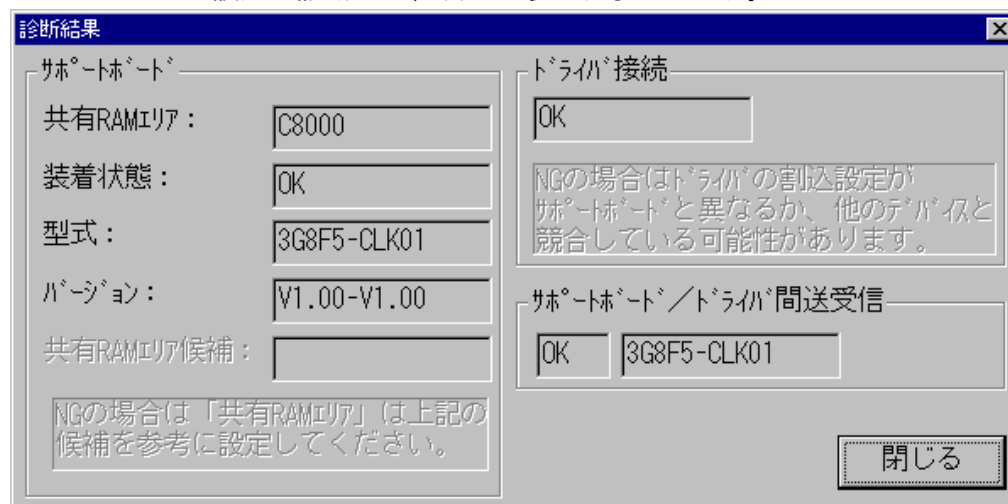 診断結果
ｻﾎﾟｰﾄﾎﾞｰﾄﾞ
共有RAMｴﾘｱ：
C8000
装着状態：
OK
型式：
3G8F5-CLK01
ﾊﾞｰｼﾞｮﾝ：
V1.00-V1.00
共有RAMｴﾘｱ候補：
NGの場合は「共有RAMｴﾘｱ」は上記の
候補を参考に設定してください。
ﾄﾞﾗｲﾊﾞ接続
OK
NGの場合はﾄﾞﾗｲﾊﾞの割込設定が
ｻﾎﾟｰﾄﾎﾞｰﾄﾞと異なるか、他のﾃﾞﾊﾞｲｽと
競合している可能性があります。
ｻﾎﾟｰﾄﾎﾞｰﾄﾞ／ﾄﾞﾗｲﾊﾞ間送受信
OK
3G8F5-CLK01
閉じる